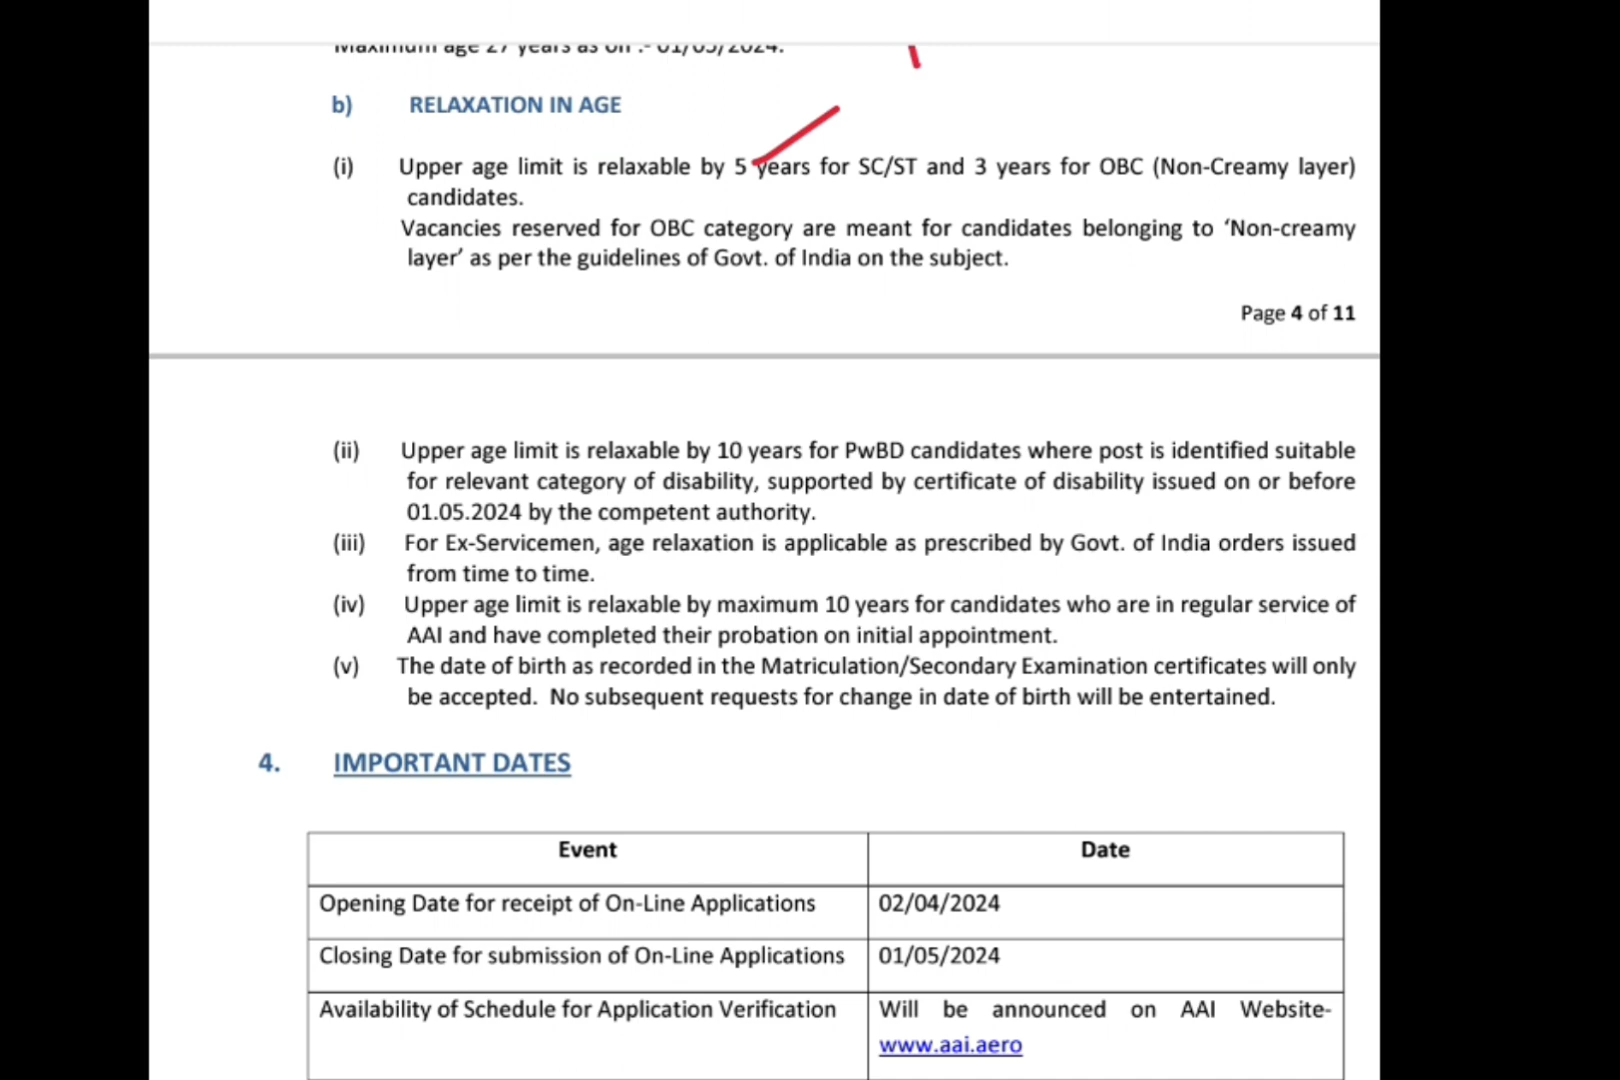 Maximum age 27 years as on :- 01/05/2024.
b) RELAXATION IN AGE
(i) Upper age limit is relaxable by 5 years for SC/ST and 3 years for OBC (Non-Creamy layer)
candidates.
Vacancies reserved for OBC category are meant for candidates belonging to ‘Non-creamy
layer’ as per the guidelines of Govt. of India on the subject.
Page 4 of 11
(ii) Upper age limit is relaxable by 10 years for PwBD candidates where post is identified suitable
for relevant category of disability, supported by certificate of disability issued on or before
01.05.2024 by the competent authority.
(iii) For Ex-Servicemen, age relaxation is applicable as prescribed by Govt. of India orders issued
from time to time.
(iv) Upper age limit is relaxable by maximum 10 years for candidates who are in regular service of
AAI and have completed their probation on initial appointment.
(v) The date of birth as recorded in the Matriculation/Secondary Examination certificates will only
be accepted. No subsequent requests for change in date of birth will be entertained.
4. IMPORTANT DATES
Event Date
Opening Date for receipt of On-Line Applications 02/04/2024
Closing Date for submission of On-Line Applications 01/05/2024
Availability of Schedule for Application Verification Will be announced on AAI Website-
www.aai.aero